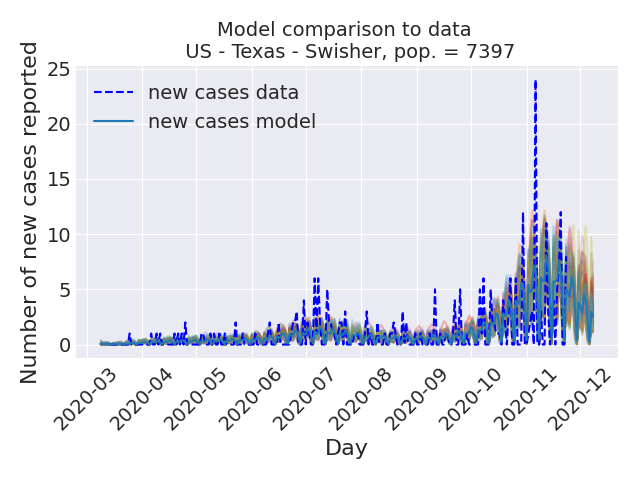 Model comparison to data
US - Texas - Swisher, pop. = 7397
Number of new cases reported
25
20
15
10
5
0
new cases data
new cases model
2020-03
2020-04
2020-05
2020-06
2020-07
2020-08
2020-09
2020-10
2020-11
2020-12
Day